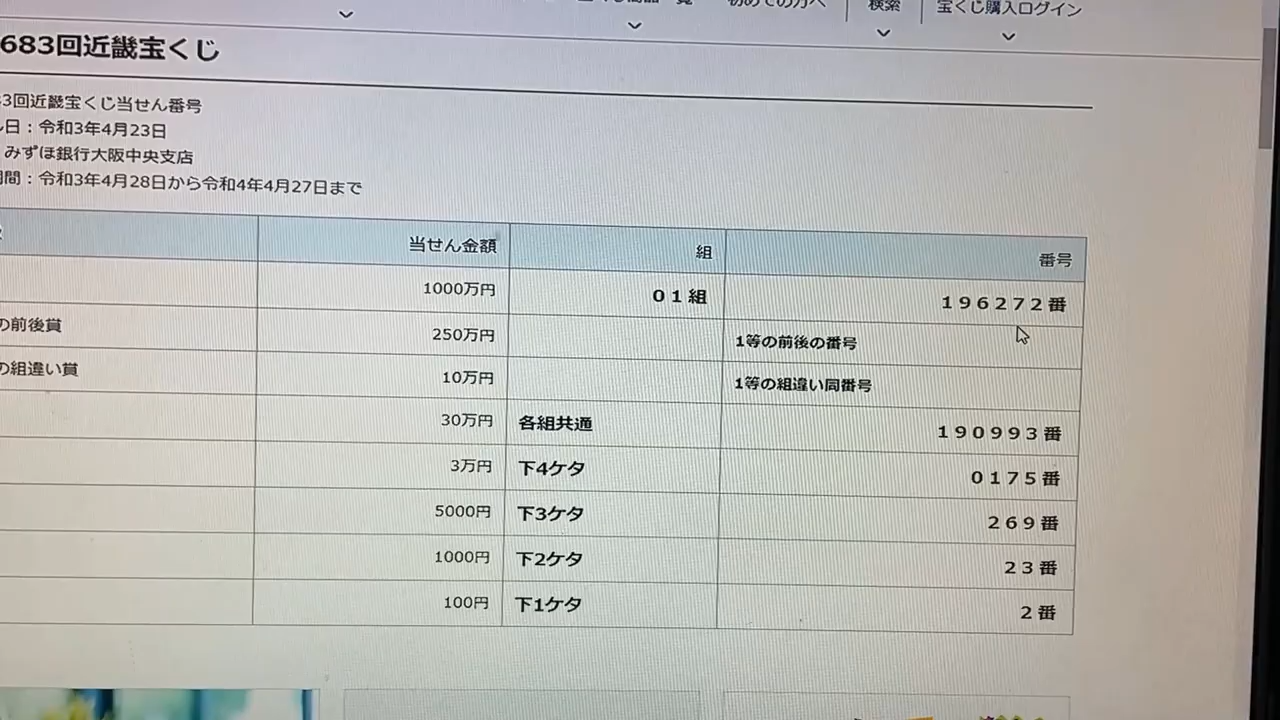 検索
宝くじ購入ログイン
683回近畿宝くじ
3回近畿宝くじ当せん番号
日：令和3年4月23日
みずほ銀行大阪中央支店
間：令和3年4月28日から令和4年4月27日まで
当せん金額 組 番号
1000万円 01組 196272番
の前後賞 250万円 1等の前後の番号
の組違い賞 10万円 1等の組違い同番号
30万円 各組共通 190993番
3万円 下4ケタ 0175番
5000円 下3ケタ 269番
1000円 下2ケタ 23番
100円 下1ケタ 2番